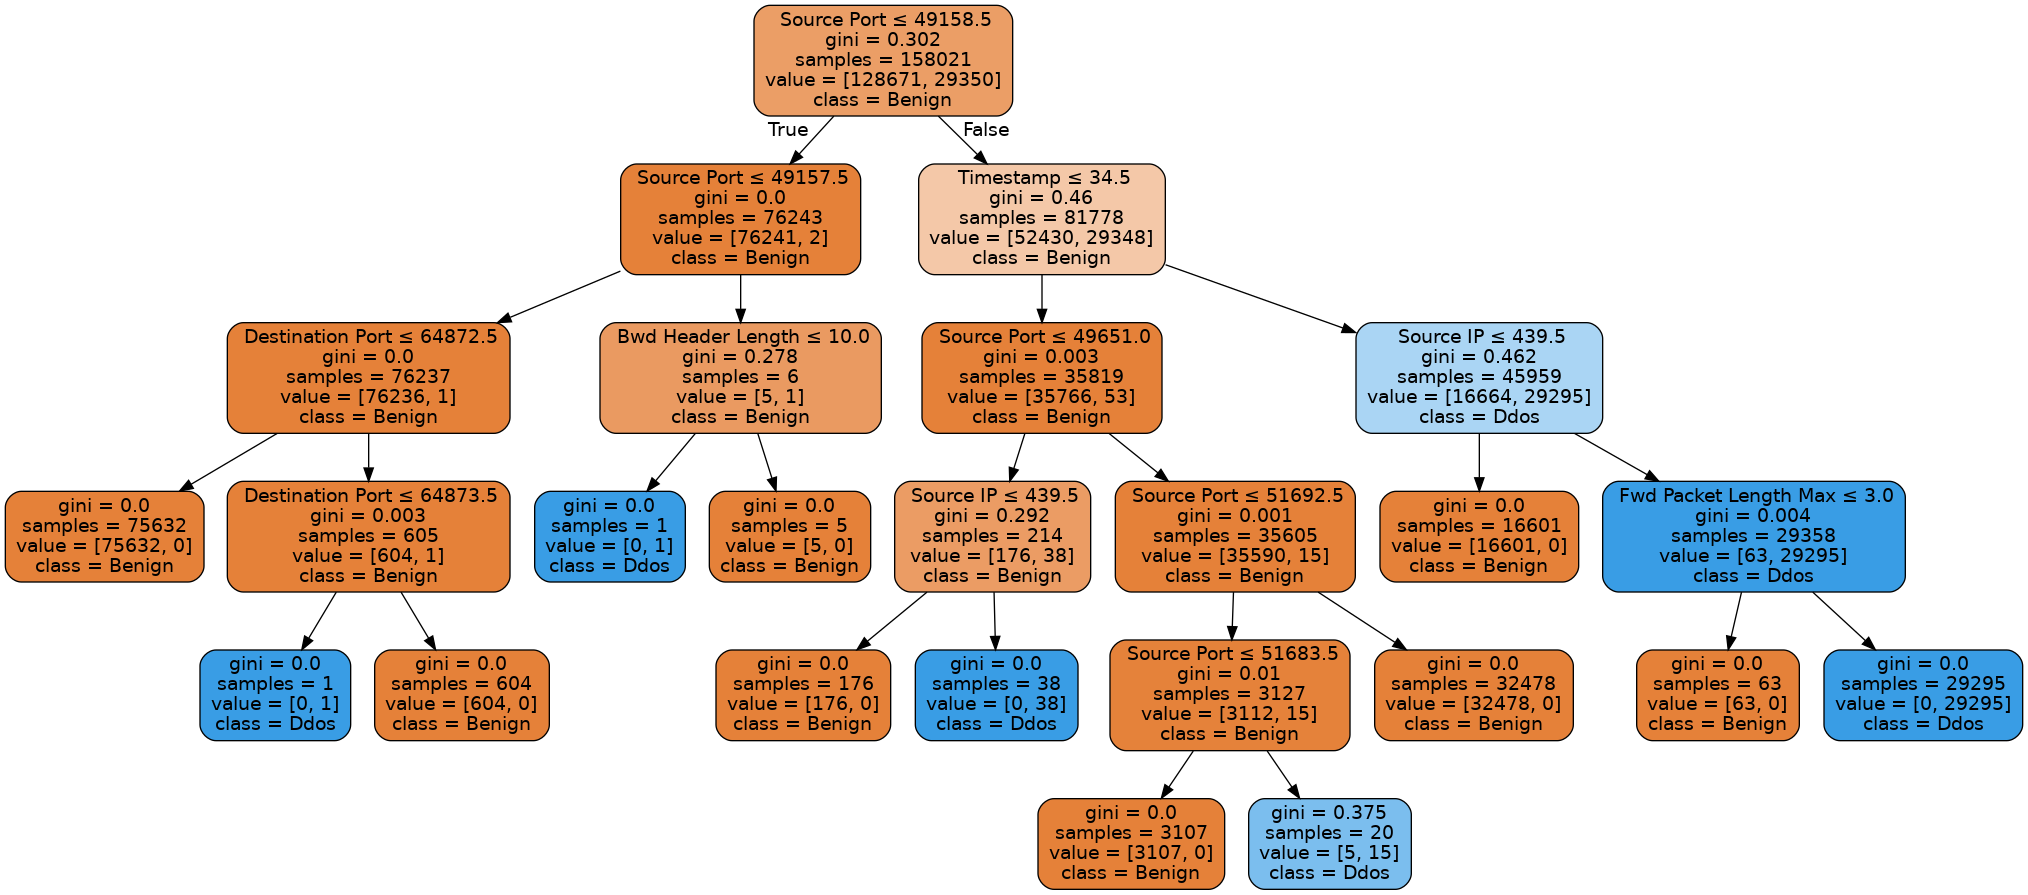 Source Port ≤ 49158.5
gini = 0.302
samples = 158021
value = [128671, 29350]
class = Benign
True
False
Source Port ≤ 49157.5
gini = 0.0
samples = 76243
value = [76241, 2]
class = Benign
Timestamp ≤ 34.5
gini = 0.46
samples = 81778
value = [52430, 29348]
class = Benign
Destination Port ≤ 64872.5
gini = 0.0
samples = 76237
value = [76236, 1]
class = Benign
Bwd Header Length ≤ 10.0
gini = 0.278
samples = 6
value = [5, 1]
class = Benign
Source Port ≤ 49651.0
gini = 0.003
samples = 35819
value = [35766, 53]
class = Benign
Source IP ≤ 439.5
gini = 0.462
samples = 45959
value = [16664, 29295]
class = Ddos
gini = 0.0
samples = 75632
value = [75632, 0]
class = Benign
Destination Port ≤ 64873.5
gini = 0.003
samples = 605
value = [604, 1]
class = Benign
gini = 0.0
samples = 1
value = [0, 1]
class = Ddos
gini = 0.0
samples = 5
value = [5, 0]
class = Benign
Source IP ≤ 439.5
gini = 0.292
samples = 214
value = [176, 38]
class = Benign
Source Port ≤ 51692.5
gini = 0.001
samples = 35605
value = [35590, 15]
class = Benign
gini = 0.0
samples = 16601
value = [16601, 0]
class = Benign
Fwd Packet Length Max ≤ 3.0
gini = 0.004
samples = 29358
value = [63, 29295]
class = Ddos
gini = 0.0
samples = 1
value = [0, 1]
class = Ddos
gini = 0.0
samples = 604
value = [604, 0]
class = Benign
gini = 0.0
samples = 176
value = [176, 0]
class = Benign
gini = 0.0
samples = 38
value = [0, 38]
class = Ddos
Source Port ≤ 51683.5
gini = 0.01
samples = 3127
value = [3112, 15]
class = Benign
gini = 0.0
samples = 32478
value = [32478, 0]
class = Benign
gini = 0.0
samples = 63
value = [63, 0]
class = Benign
gini = 0.0
samples = 29295
value = [0, 29295]
class = Ddos
gini = 0.0
samples = 3107
value = [3107, 0]
class = Benign
gini = 0.375
samples = 20
value = [5, 15]
class = Ddos